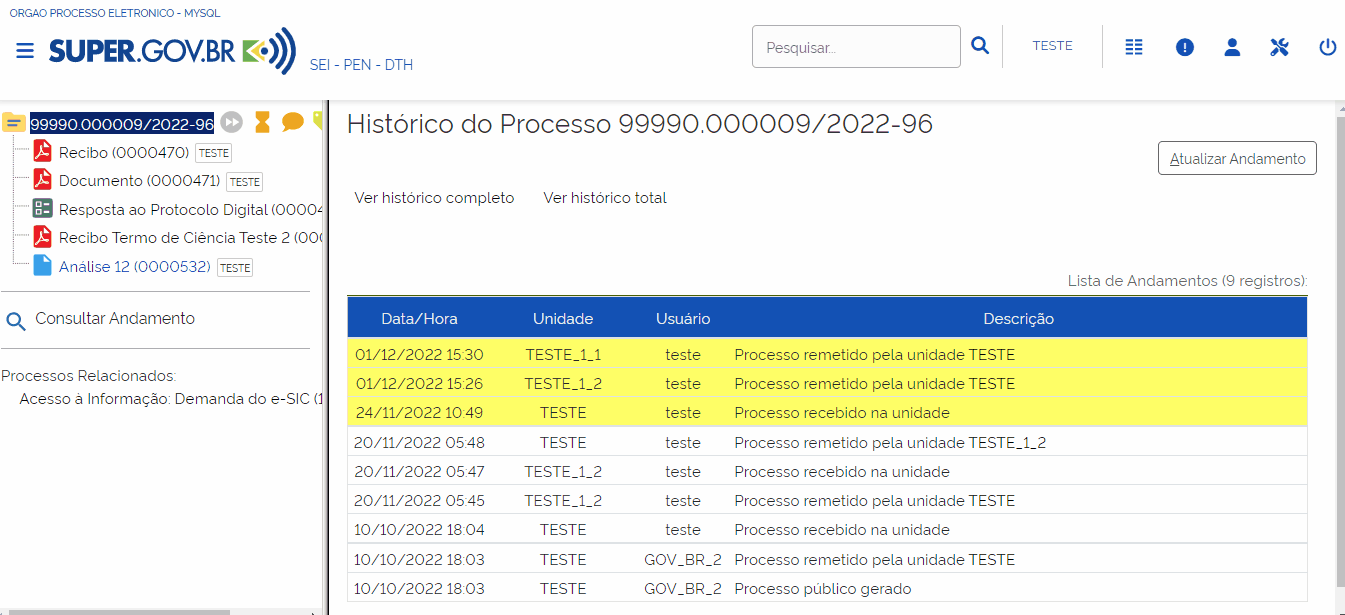 ORGAO PROCESSO ELETRONICO - MYSQL
SUPER.GOV.BR
SEI - PEN - DTH
Pesquisar...
TESTE
99990.000009/2022-96
Recibo (0000470) TESTE
Documento (0000471) TESTE
Resposta ao Protocolo Digital (00004
Recibo Termo de Ciência Teste 2 (000
Análise 12 (0000532) TESTE
Consultar Andamento
Processos Relacionados:
Acesso à Informação: Demanda do e-SIC (1
Histórico do Processo 99990.000009/2022-96
Atualizar Andamento
Ver histórico completo Ver histórico total
Lista de Andamentos (9 registros):
Data/Hora Unidade Usuário Descrição
01/12/2022 15:30 TESTE_1_1 teste Processo remetido pela unidade TESTE
01/12/2022 15:26 TESTE_1_2 teste Processo remetido pela unidade TESTE
24/11/2022 10:49 TESTE teste Processo recebido na unidade
20/11/2022 05:48 TESTE teste Processo remetido pela unidade TESTE_1_2
20/11/2022 05:47 TESTE_1_2 teste Processo recebido na unidade
20/11/2022 05:45 TESTE_1_2 teste Processo remetido pela unidade TESTE
10/10/2022 18:04 TESTE teste Processo recebido na unidade
10/10/2022 18:03 TESTE GOV_BR_2 Processo remetido pela unidade TESTE
10/10/2022 18:03 TESTE GOV_BR_2 Processo público gerado